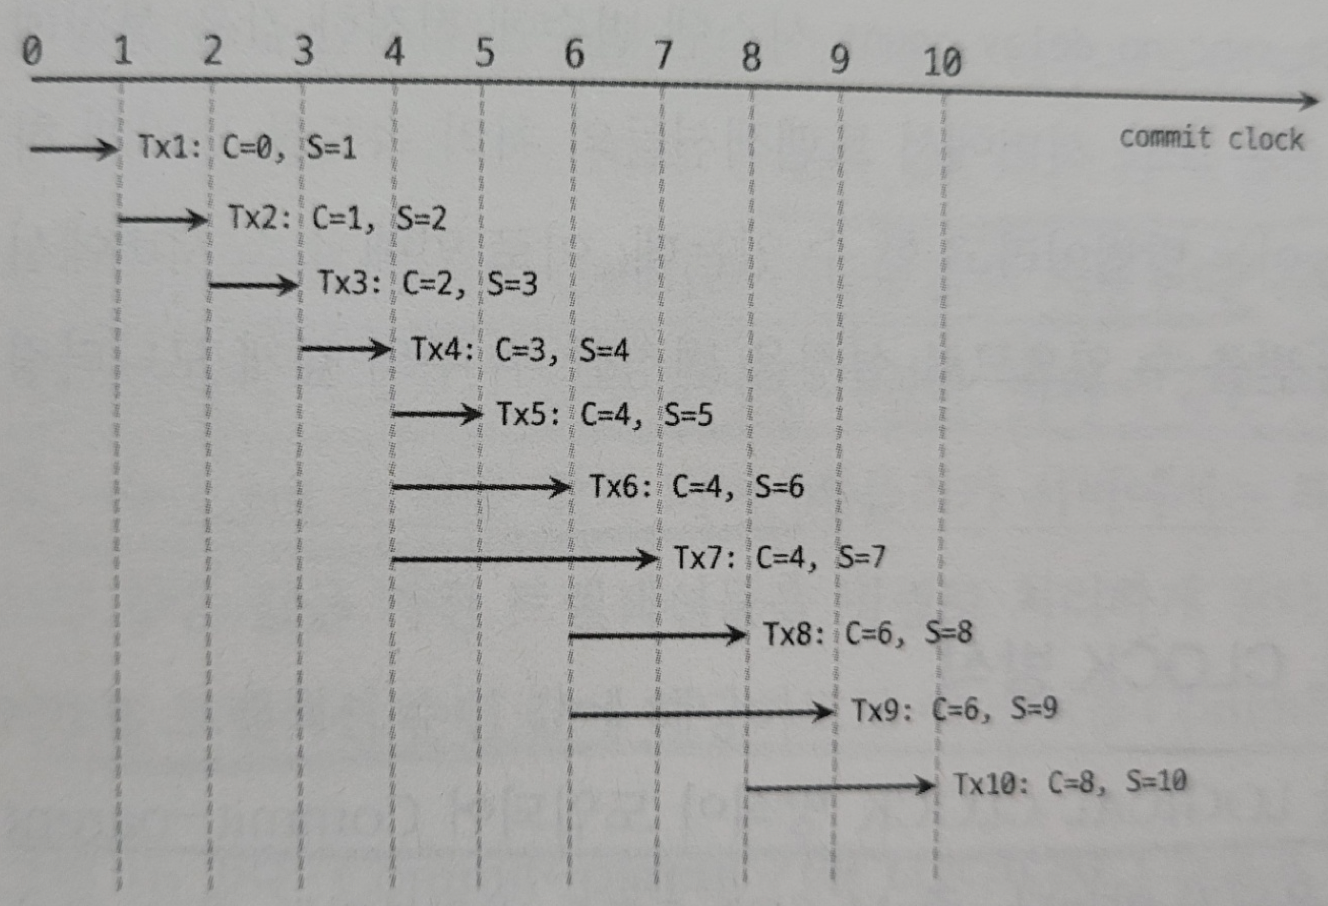 0 1 2 3 4 5 6 7 8 9 10
commit clock
Tx1: C=0, S=1
Tx2: C=1, S=2
Tx3: C=2, S=3
Tx4: C=3, S=4
Tx5: C=4, S=5
Tx6: C=4, S=6
Tx7: C=4, S=7
Tx8: C=6, S=8
Tx9: C=6, S=9
Tx10: C=8, S=10